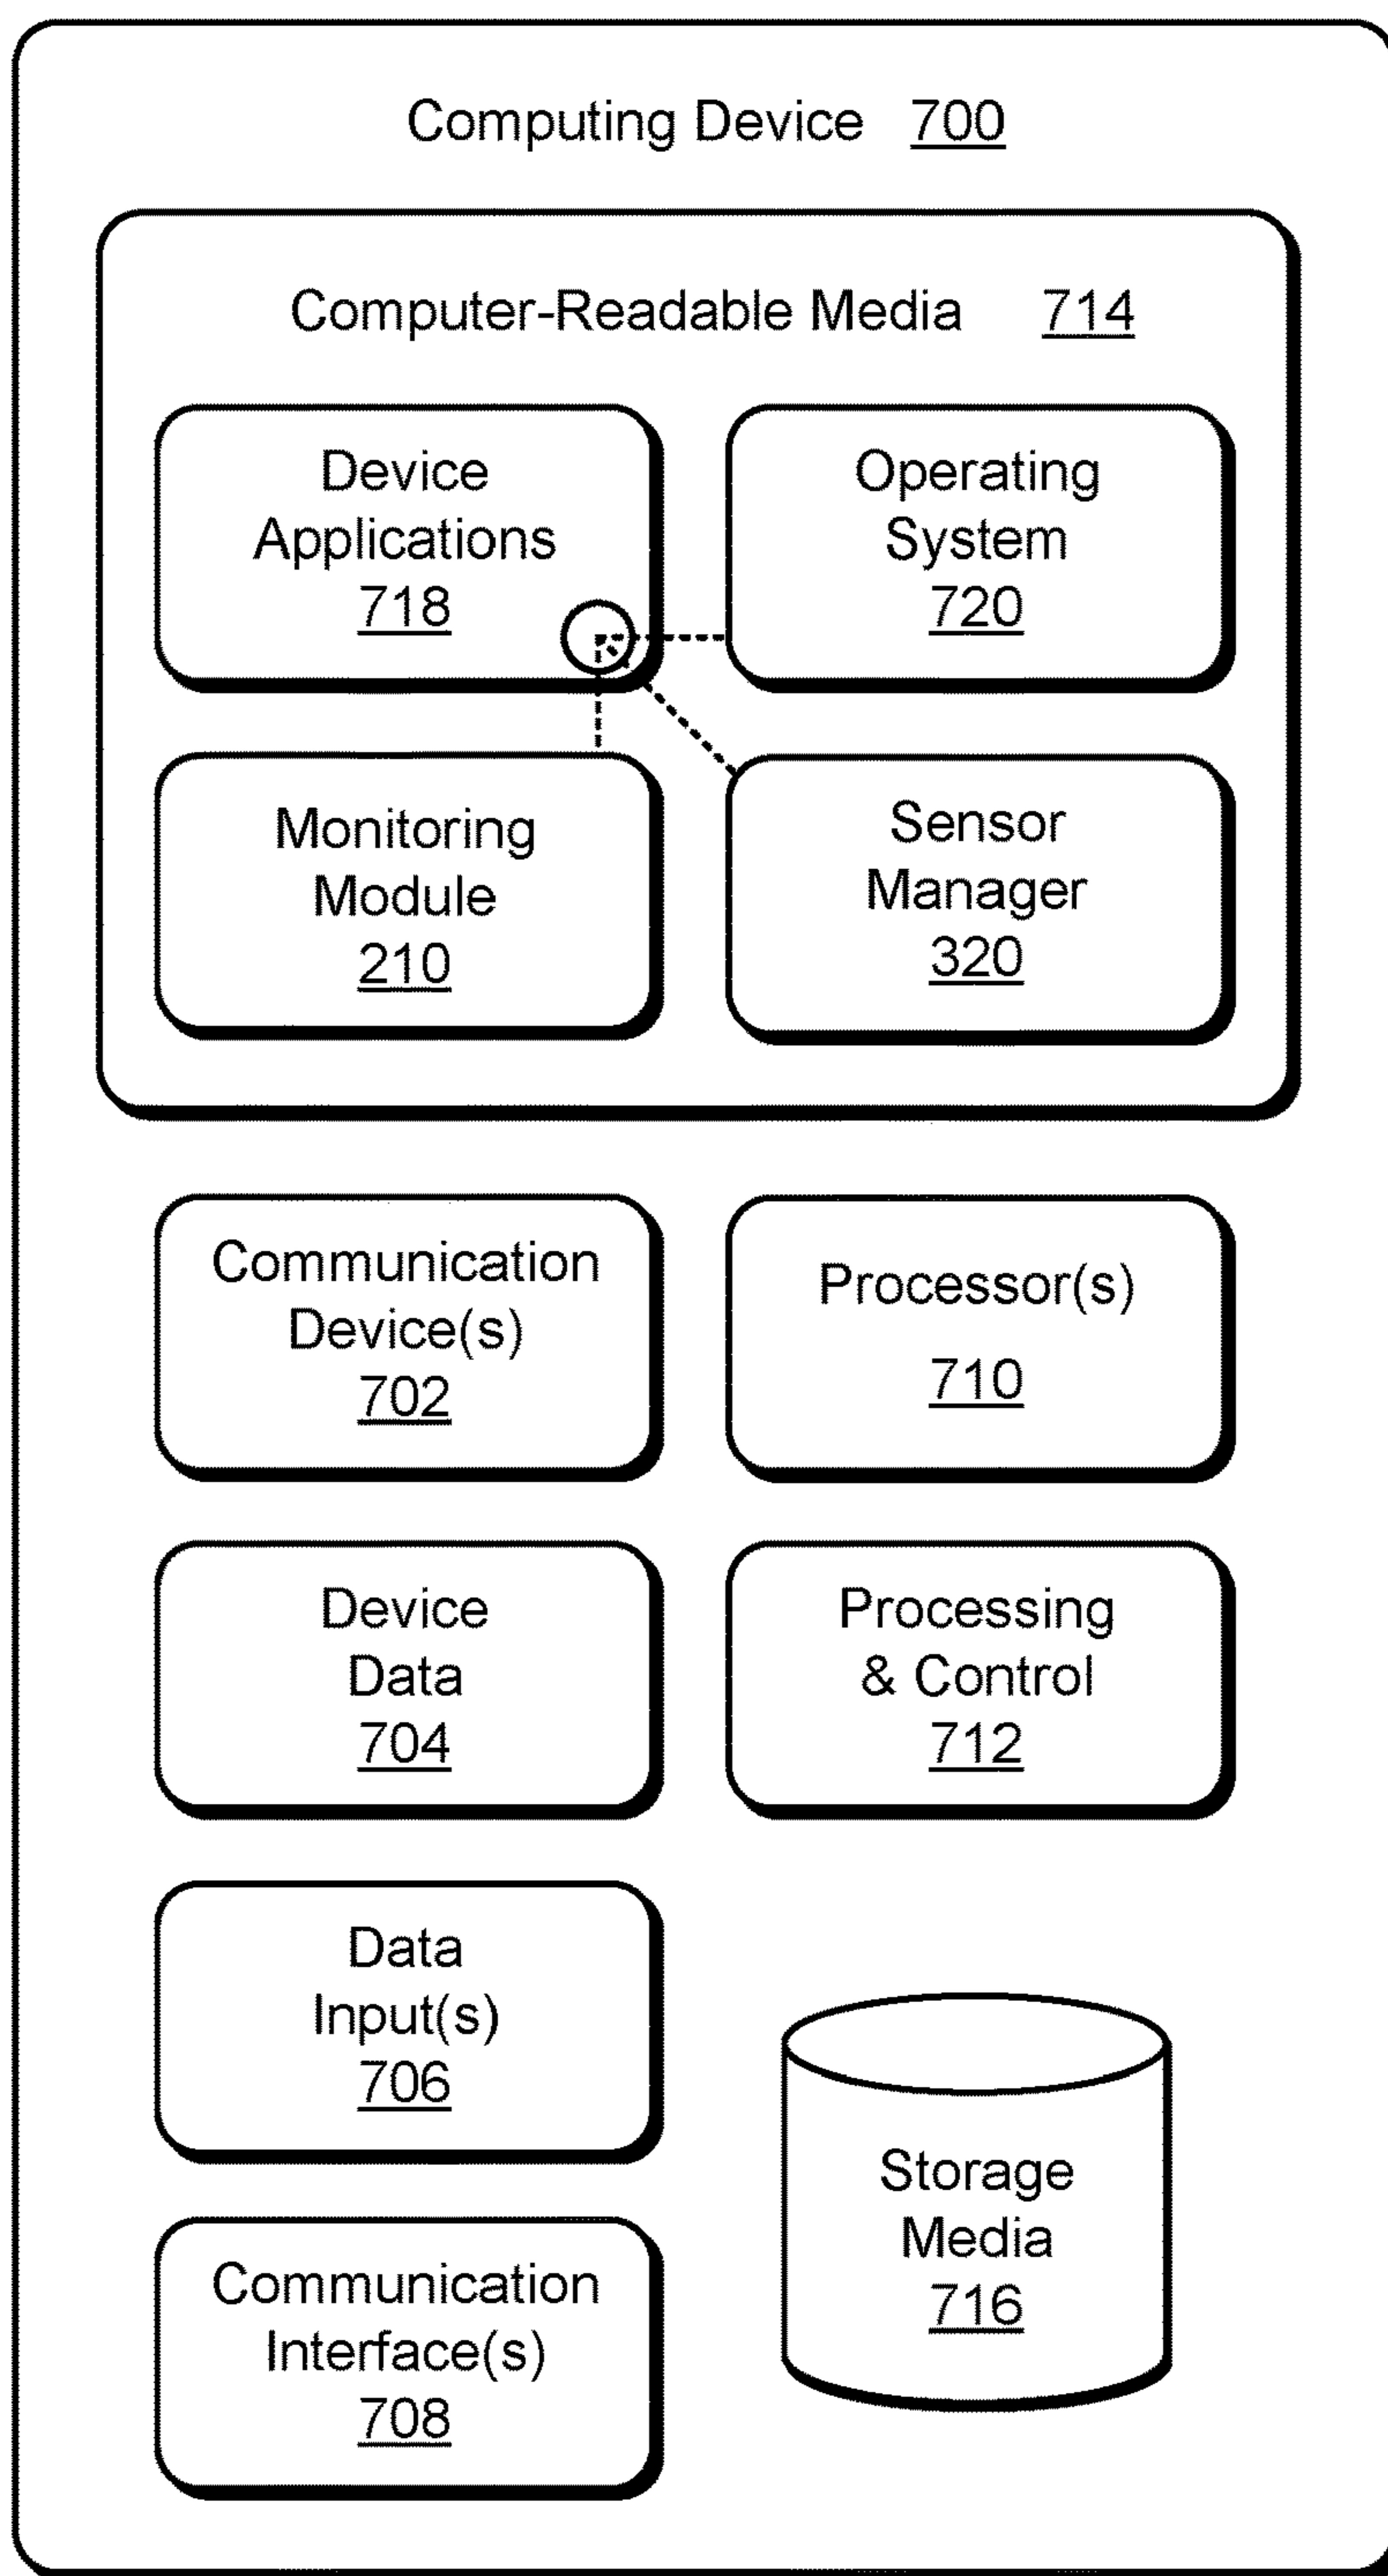 Computing Device 700
Computer-Readable Media 714
Device
Applications
718
Operating
System
720
Monitoring
Module
210
Sensor
Manager
320
Communication
Device(s)
702
Processor(s)
710
Device
Data
704
Processing
& Control
712
Data
Input(s)
706
Storage
Media
716
Communication
Interface(s)
708